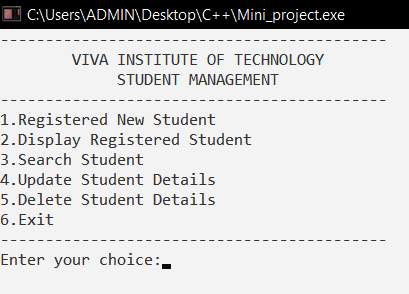 C:\Users\ADMIN\Desktop\C++\Mini_project.exe
-------------------------------------------
VIVA INSTITUTE OF TECHNOLOGY
STUDENT MANAGEMENT
-------------------------------------------
1.Registered New Student
2.Display Registered Student
3.Search Student
4.Update Student Details
5.Delete Student Details
6.Exit
-------------------------------------------
Enter your choice: